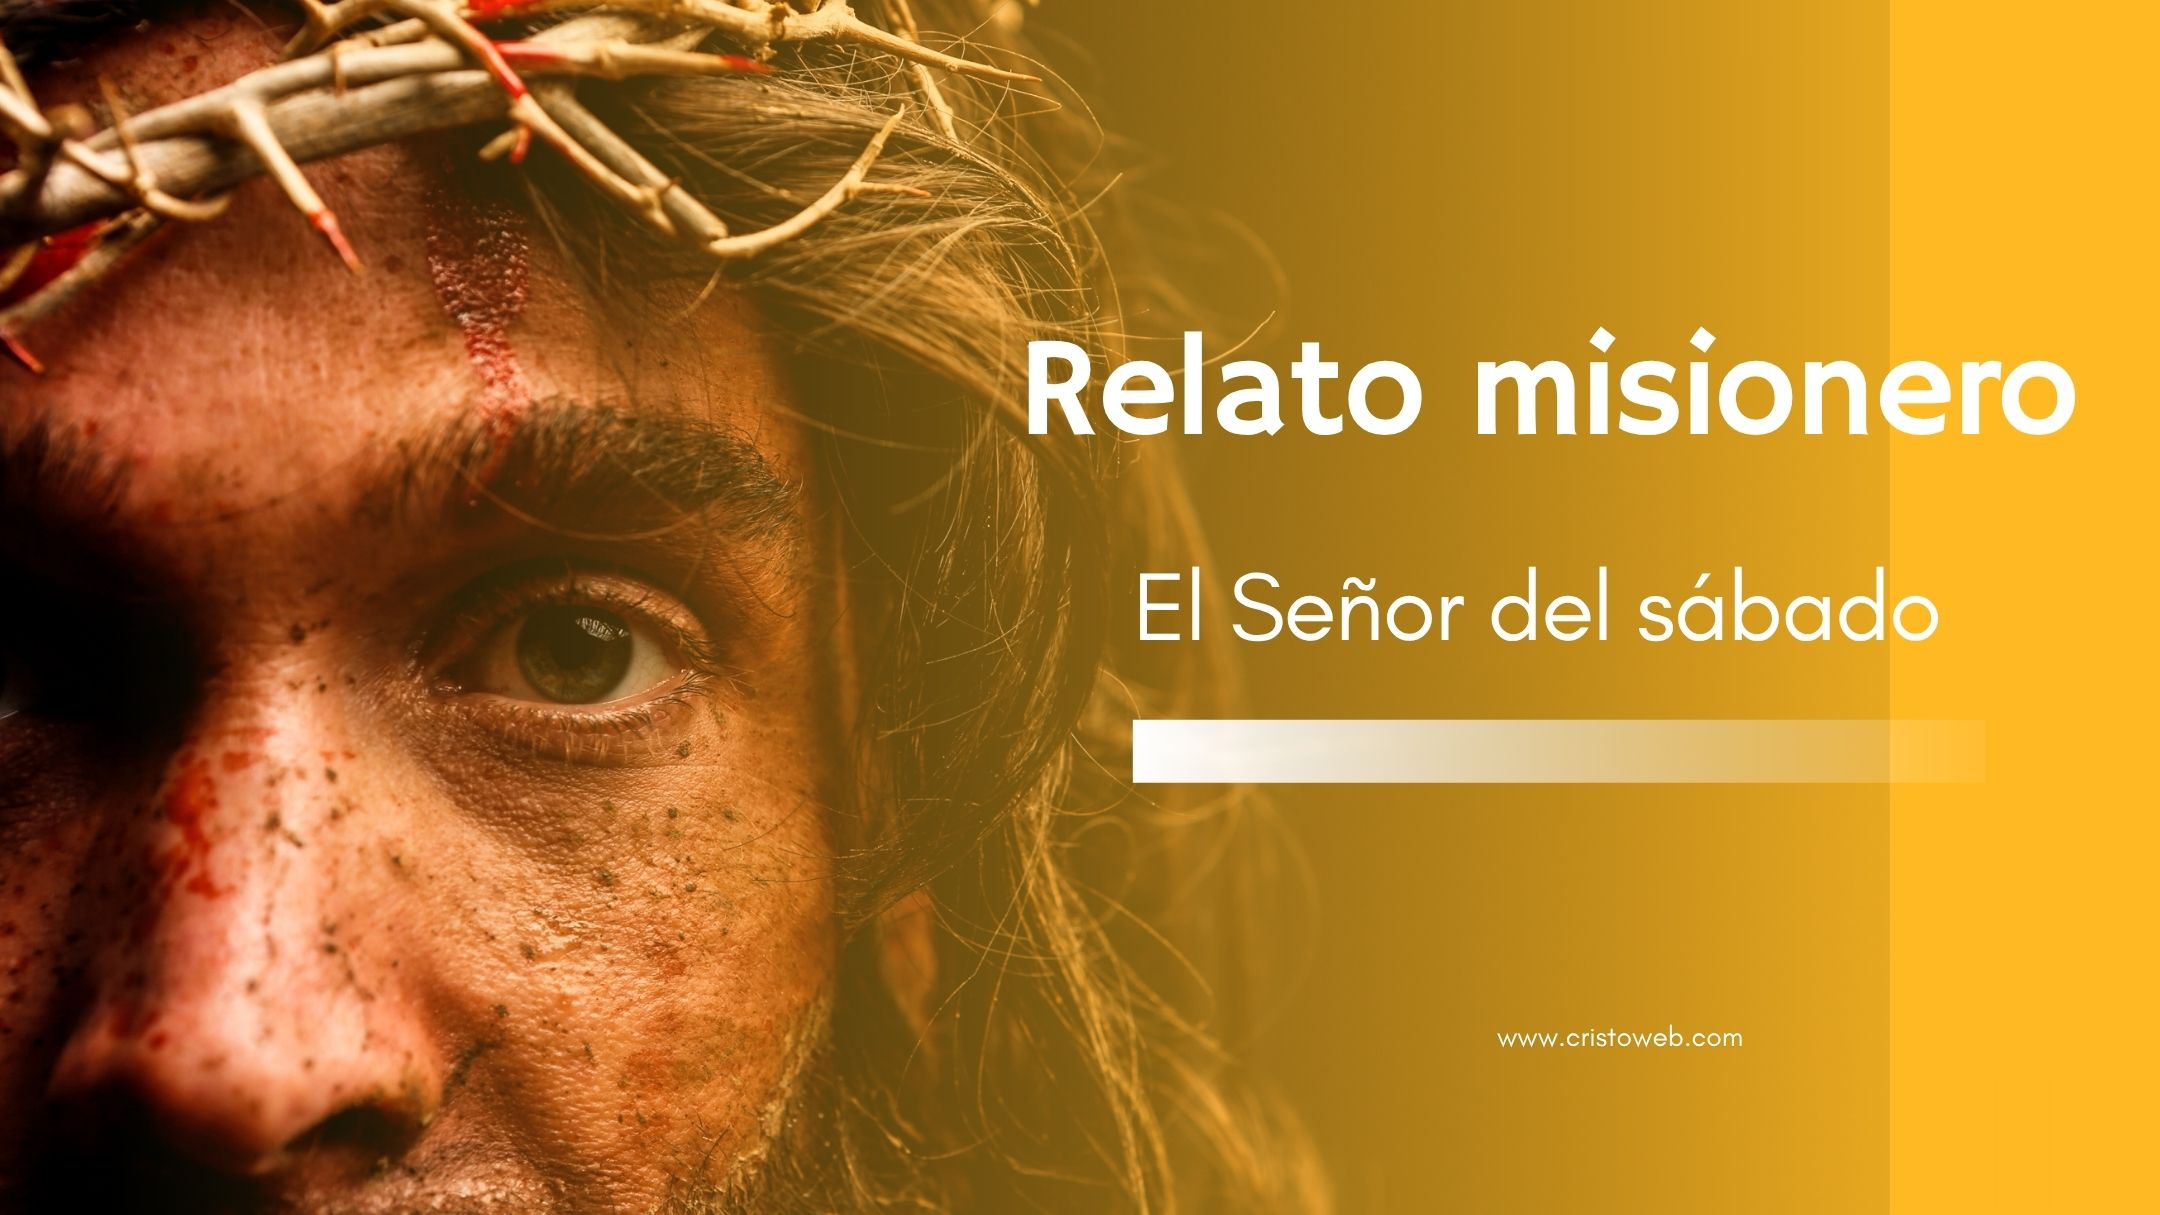 Relato misionero
El Señor del sábado
www.cristoweb.com